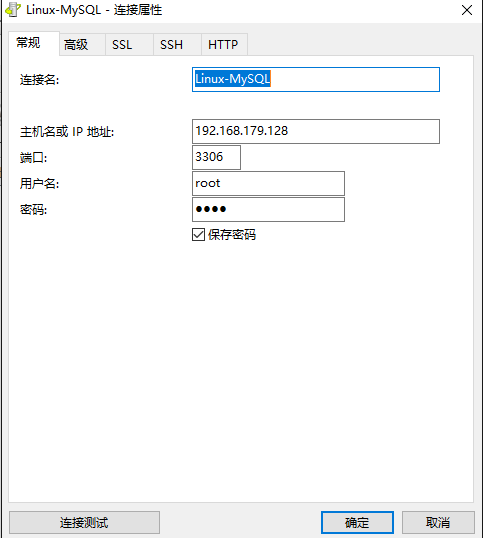 Linux-MySQL - 连接属性
常规 高级 SSL SSH HTTP
连接名: Linux-MySQL
主机名或 IP 地址: 192.168.179.128
端口: 3306
用户名: root
密码: ●●●●
保存密码
连接测试 确定 取消